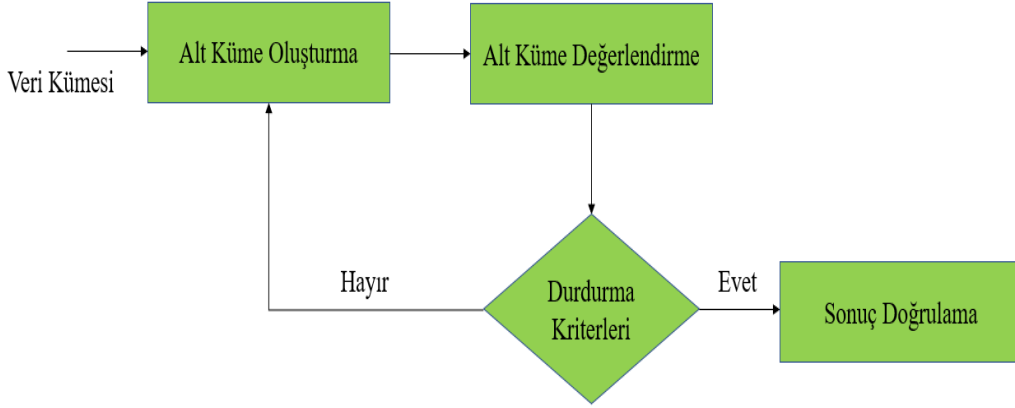 Veri Kümesi
Alt Küme Oluşturma
Alt Küme Değerlendirme
Durdurma
Kriterleri
Hayır
Evet
Sonuç Doğrulama